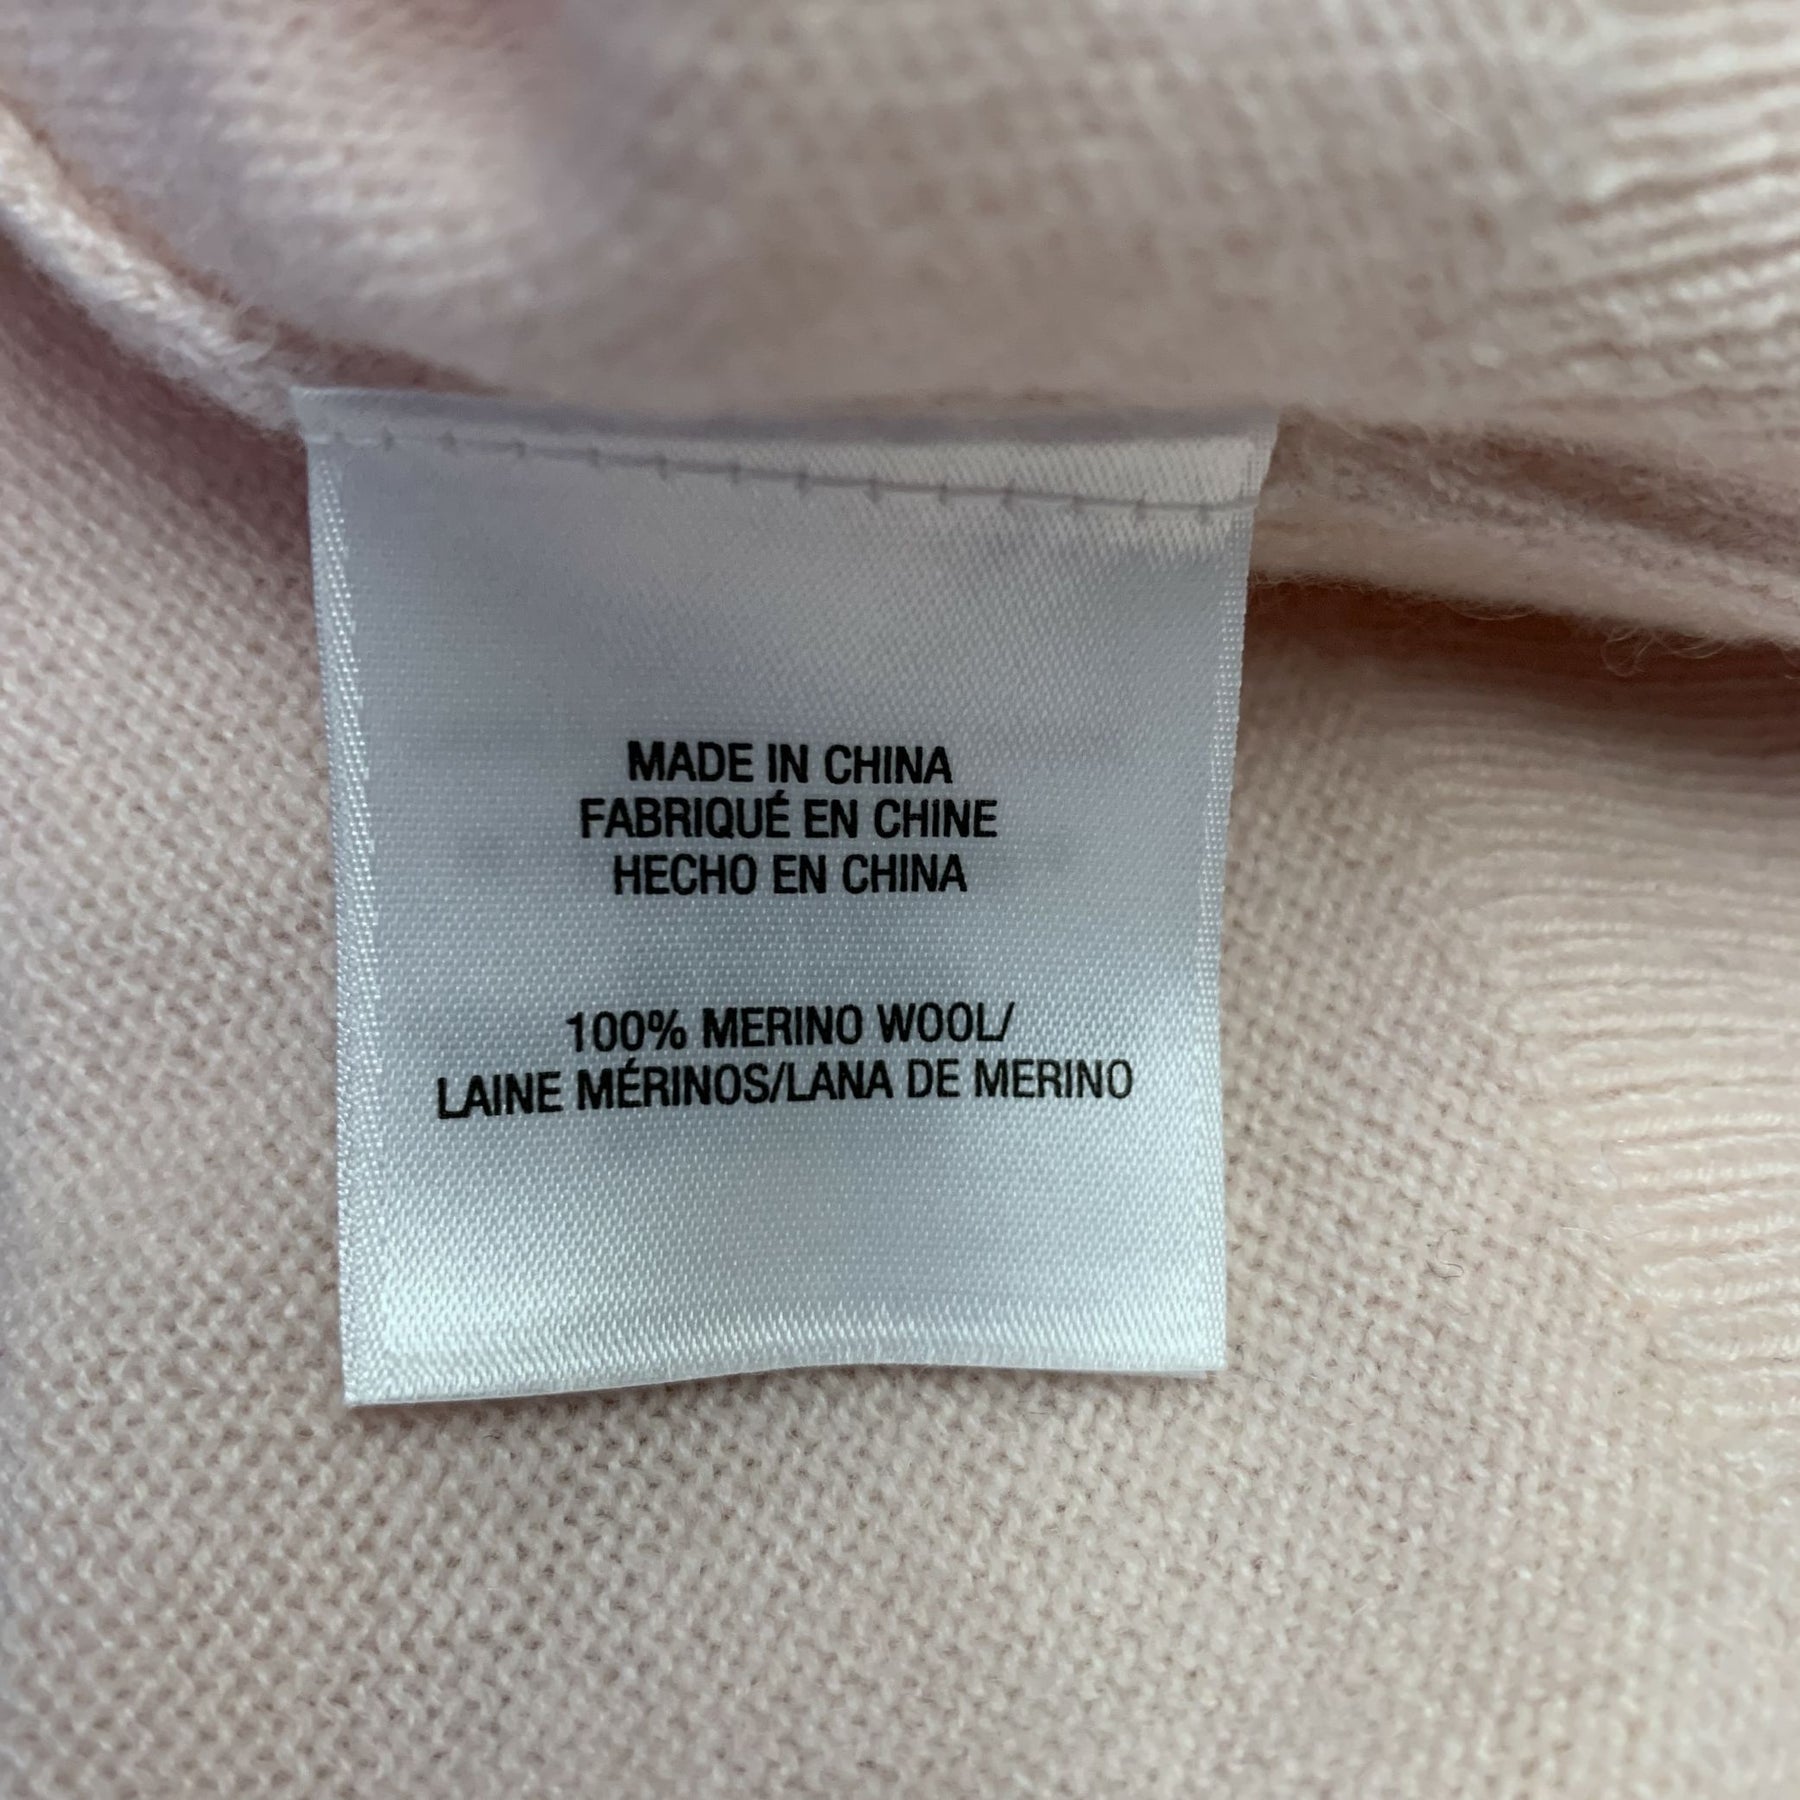 MADE IN CHINA
FABRIQUÉ EN CHINE
HECHO EN CHINA
100% MERINO WOOL/
LAINE MÉRINOS/LANA DE MERINO